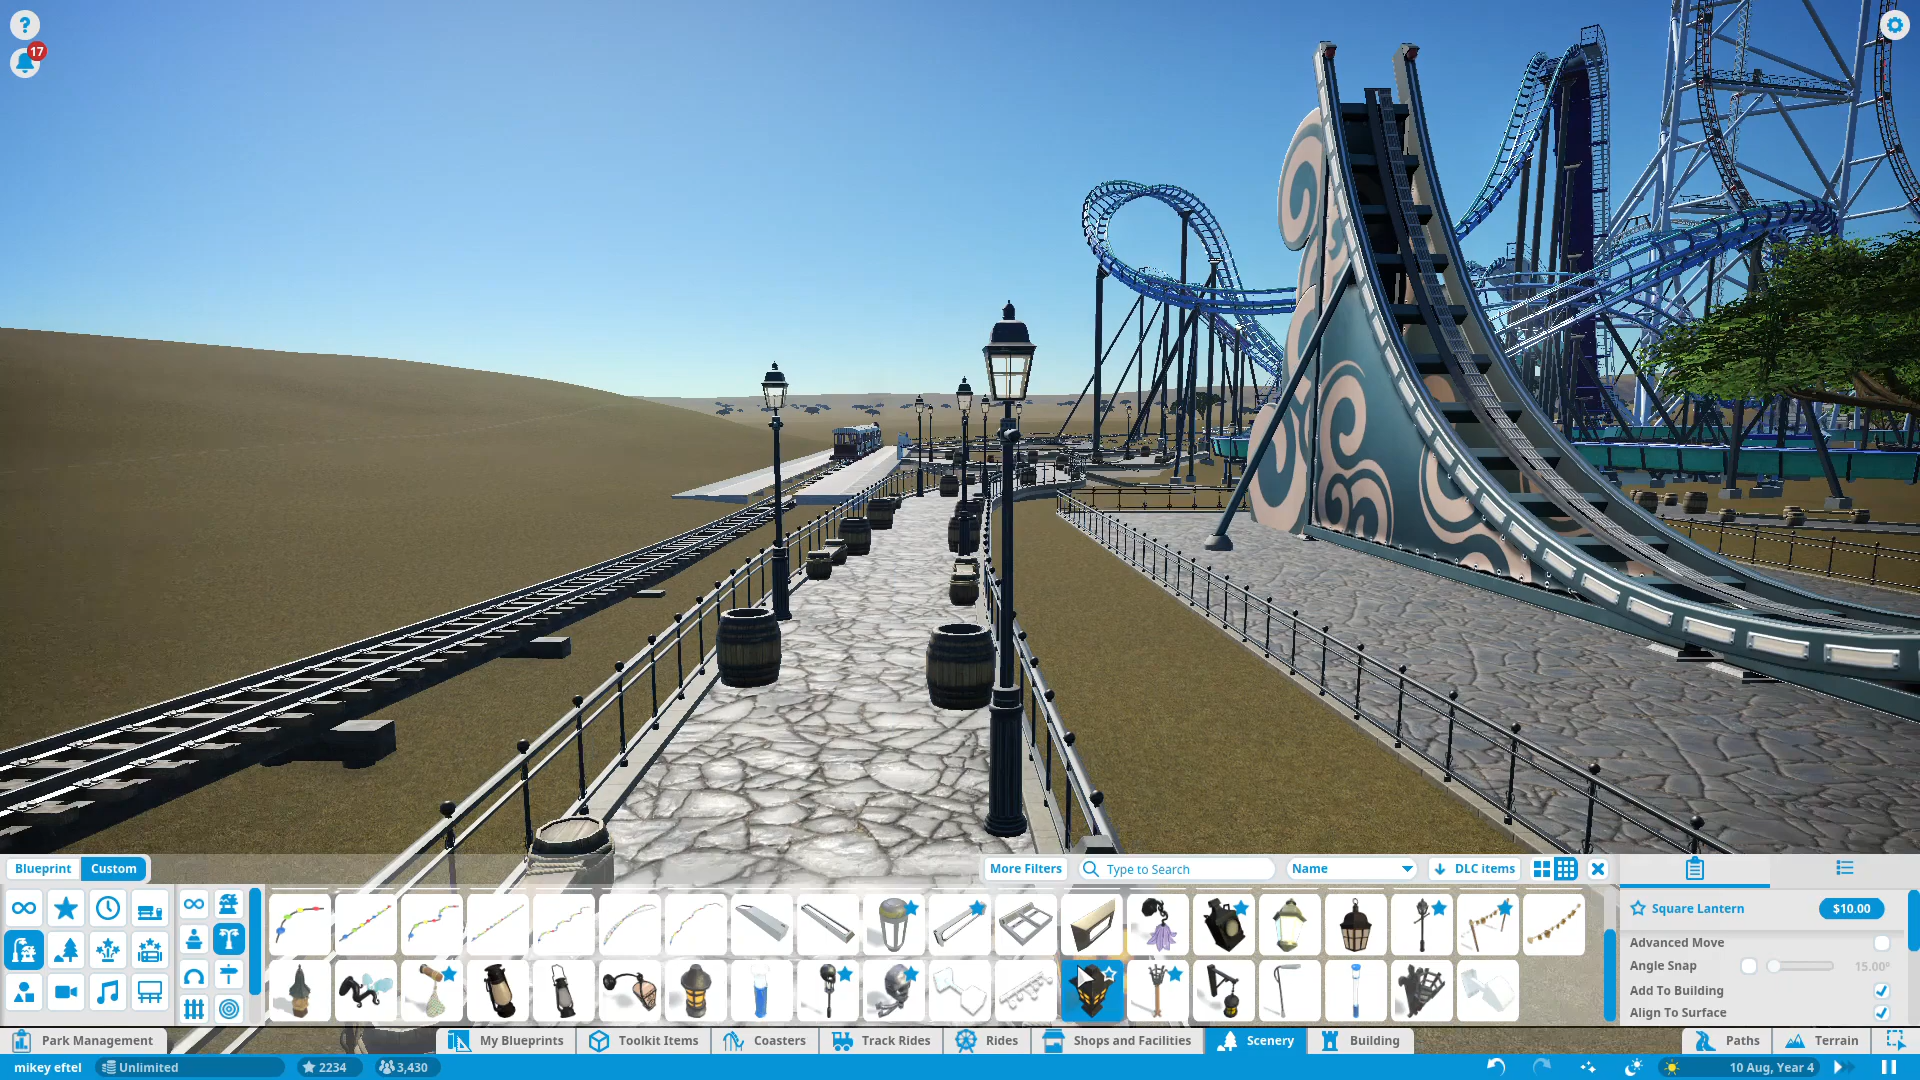 ?
17
Blueprint
Custom
More Filters
Type to Search
Name
DLC items
Square Lantern
$10.00
Advanced Move
Angle Snap
15.00°
Add To Building
Align To Surface
Park Management
My Blueprints
Toolkit Items
Coasters
Track Rides
Rides
Shops and Facilities
Scenery
Building
Paths
Terrain
mikey eftel
Unlimited
2234
3,430
10 Aug, Year 4